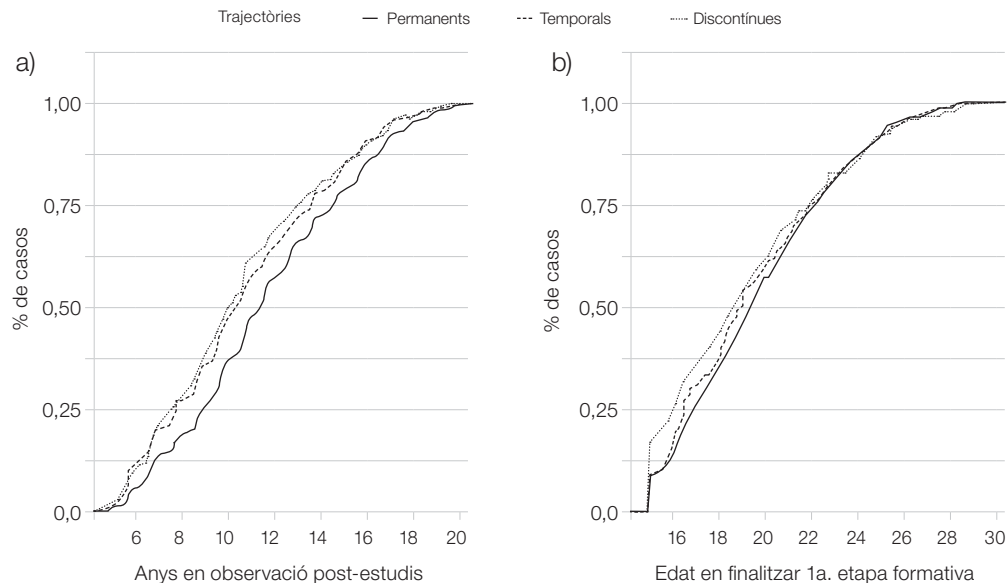 Trajectòries Permanents Temporals Discontínues
a)
1,00
0,75
0,50
0,25
0,0
% de casos
6 8 10 12 14 16 18 20
Anys en observació post-estudis
b)
1,00
0,75
0,50
0,25
0,0
% de casos
16 18 20 22 24 26 28 30
Edat en finalitzar 1a. etapa formativa